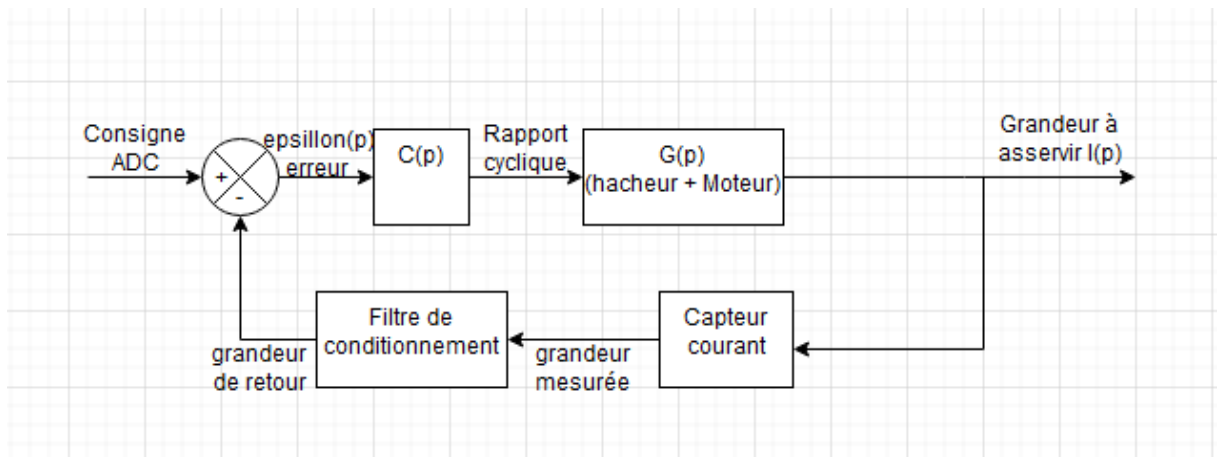 Consigne
ADC
+
-
epsillon(p)
erreur
C(p)
Rapport
cyclique
G(p)
(hacheur + Moteur)
Grandeur à
asservir I(p)
Filtre de
conditionnement
Capteur
courant
grandeur
de retour
grandeur
mesurée